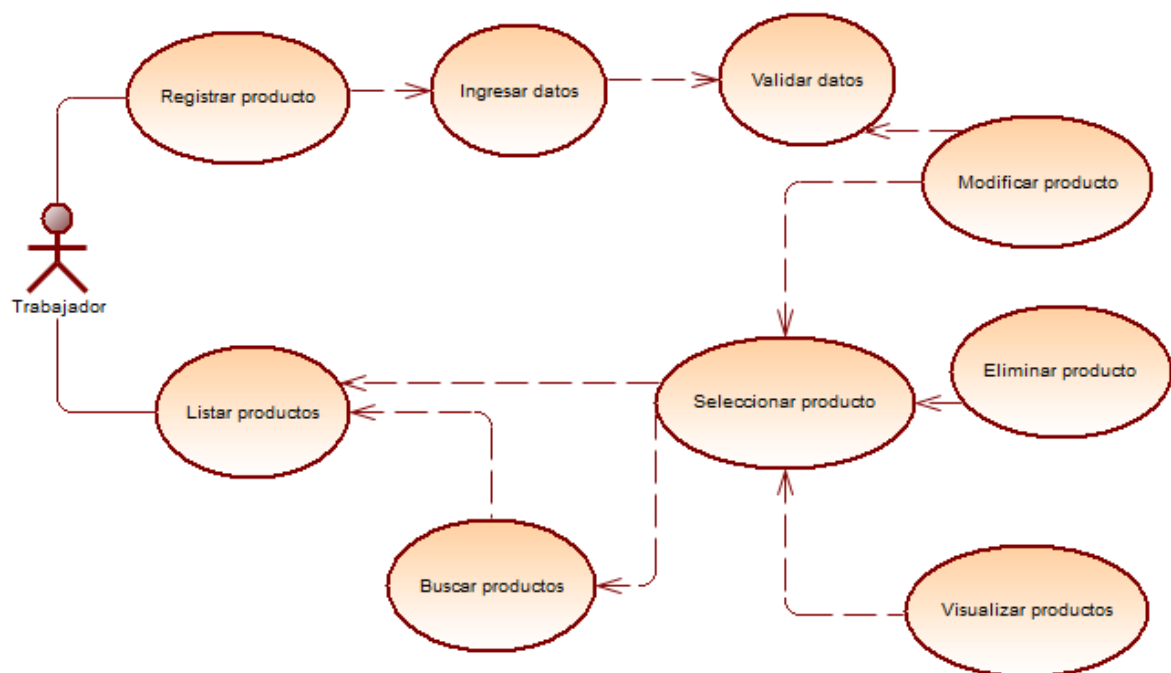 Registrar producto
Ingresar datos
Validar datos
Modificar producto
Trabajador
Listar productos
Seleccionar producto
Eliminar producto
Buscar productos
Visualizar productos